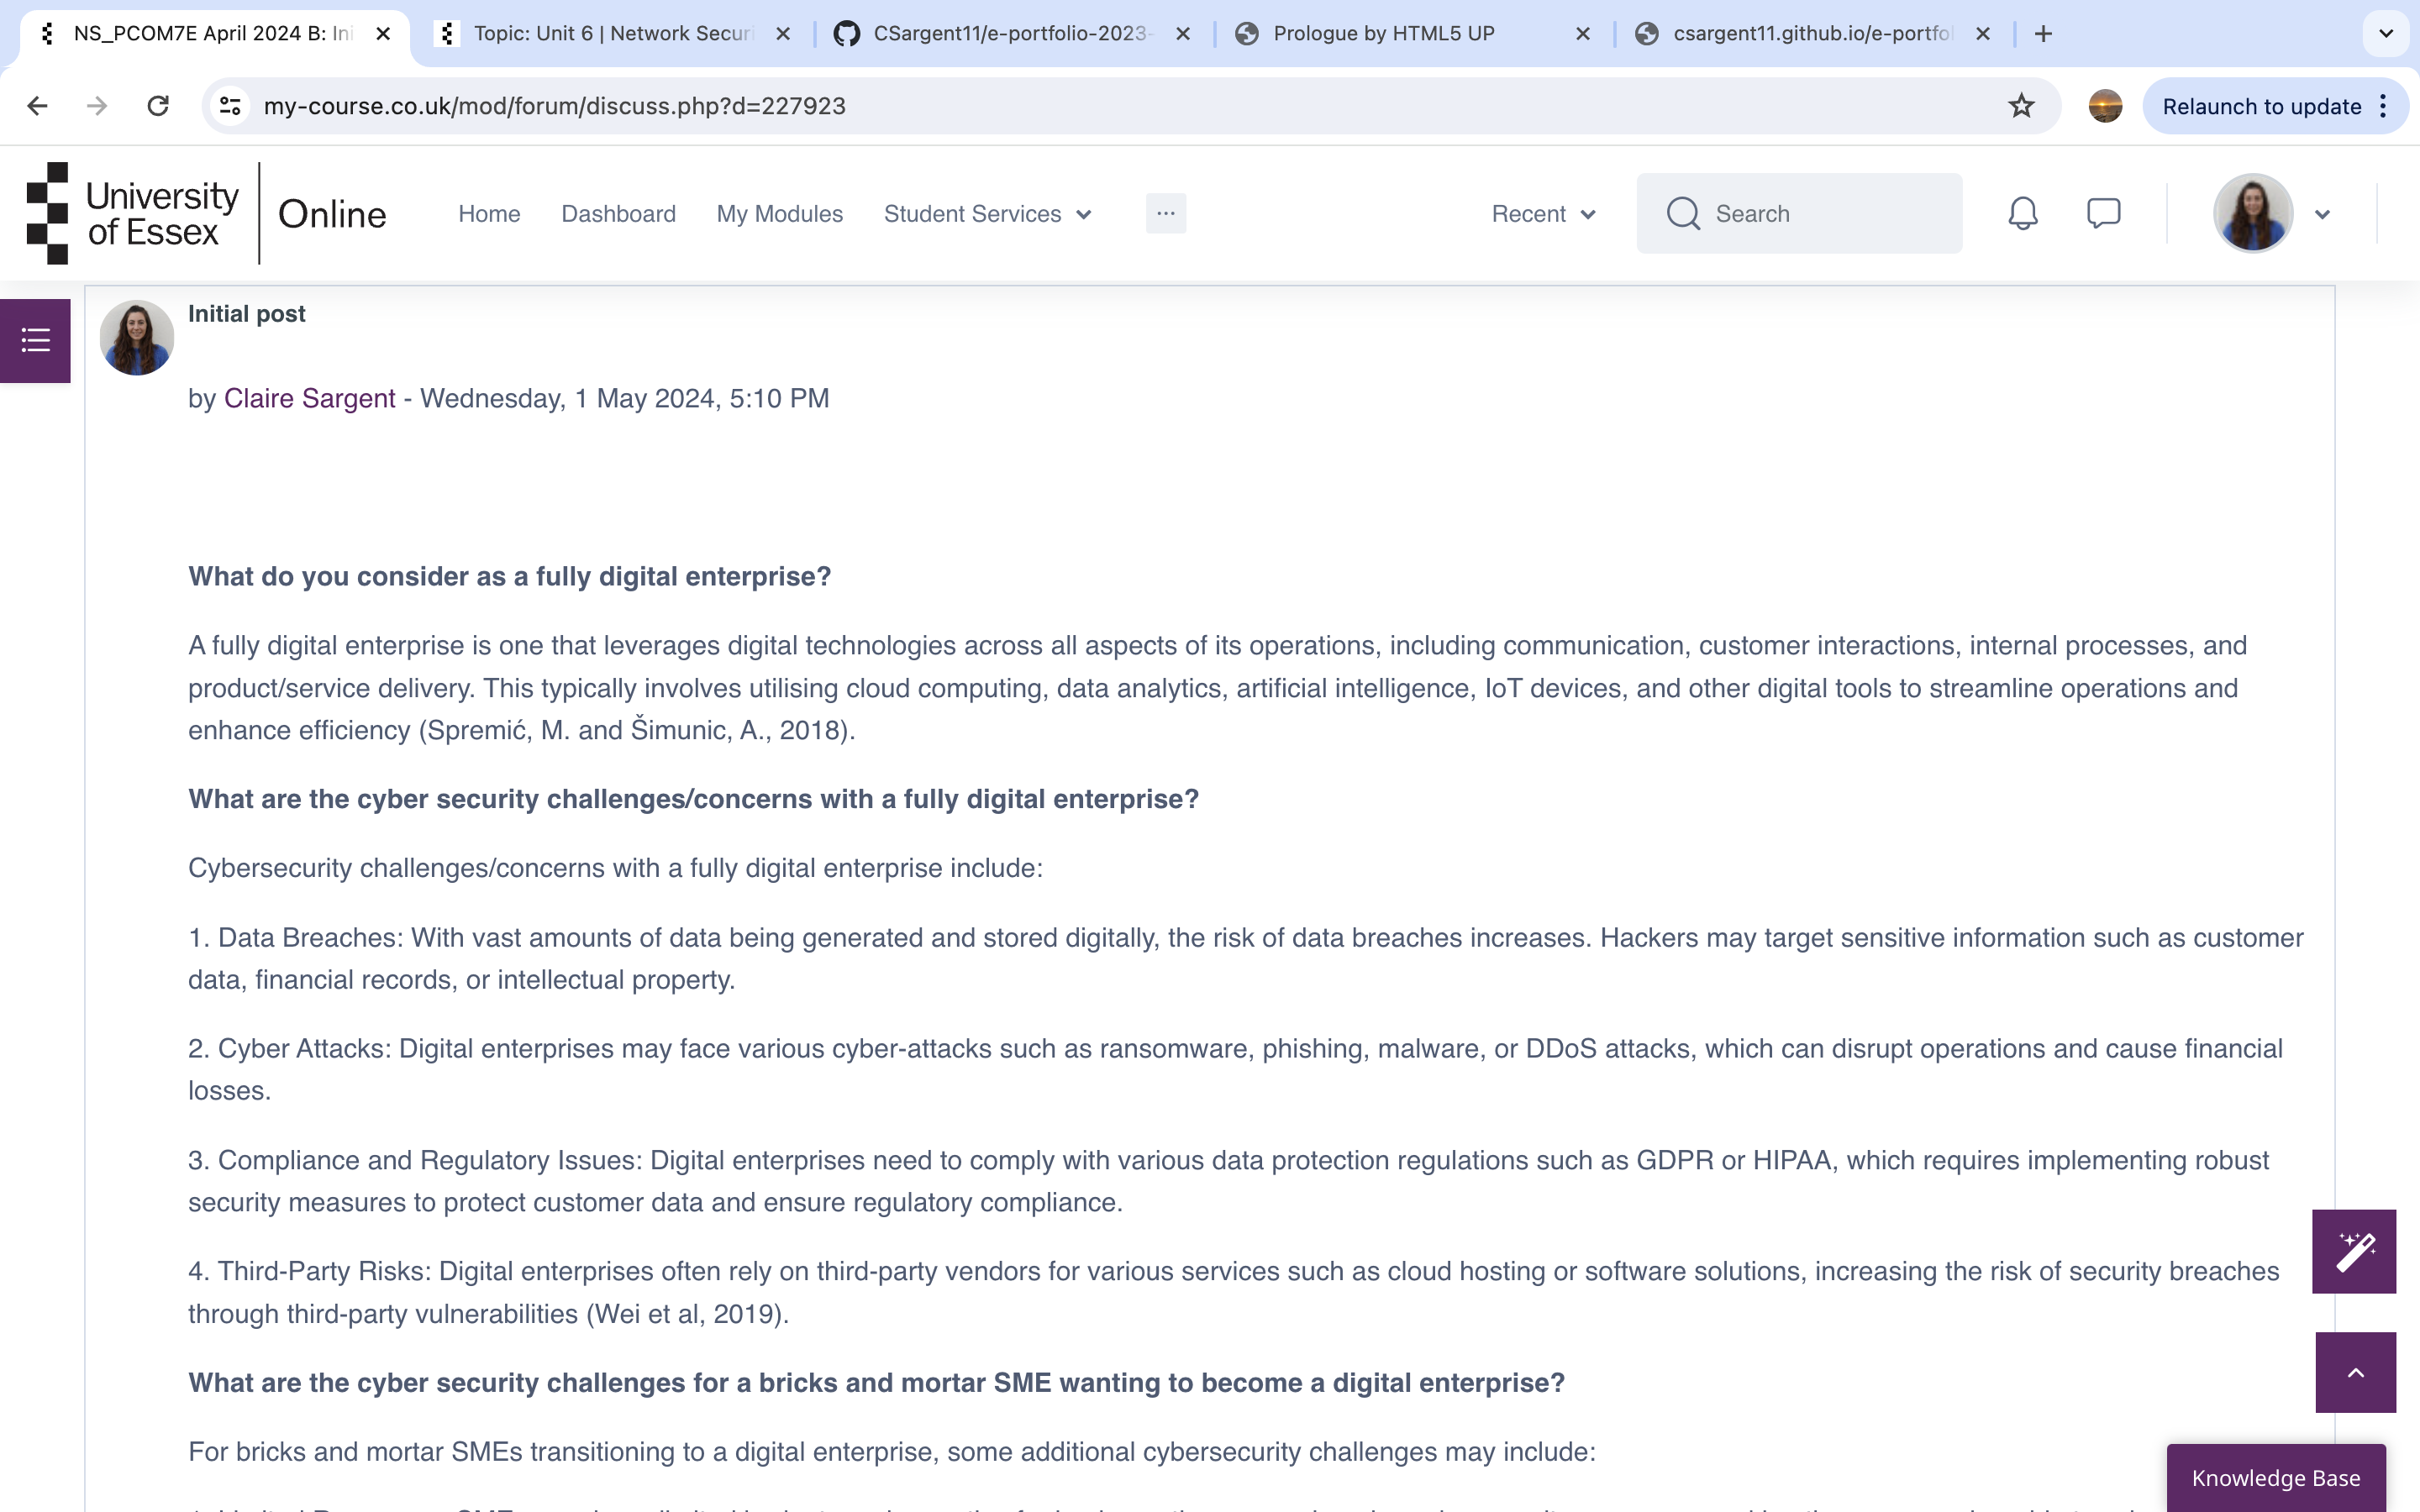 NS_PCOM7E April 2024 B: Ini
Topic: Unit 6 | Network Securi
CSargent11/e-portfolio-2023-
Prologue by HTML5 UP
csargent11.github.io/e-portfol
my-course.co.uk/mod/forum/discuss.php?d=227923
Relaunch to update
University
of Essex
Online
Home
Dashboard
My Modules
Student Services
Recent
Search
Initial post
by Claire Sargent - Wednesday, 1 May 2024, 5:10 PM
What do you consider as a fully digital enterprise?
A fully digital enterprise is one that leverages digital technologies across all aspects of its operations, including communication, customer interactions, internal processes, and
product/service delivery. This typically involves utilising cloud computing, data analytics, artificial intelligence, IoT devices, and other digital tools to streamline operations and
enhance efficiency (Spremić, M. and Šimunic, A., 2018).
What are the cyber security challenges/concerns with a fully digital enterprise?
Cybersecurity challenges/concerns with a fully digital enterprise include:
1. Data Breaches: With vast amounts of data being generated and stored digitally, the risk of data breaches increases. Hackers may target sensitive information such as customer
data, financial records, or intellectual property.
2. Cyber Attacks: Digital enterprises may face various cyber-attacks such as ransomware, phishing, malware, or DDoS attacks, which can disrupt operations and cause financial
losses.
3. Compliance and Regulatory Issues: Digital enterprises need to comply with various data protection regulations such as GDPR or HIPAA, which requires implementing robust
security measures to protect customer data and ensure regulatory compliance.
4. Third-Party Risks: Digital enterprises often rely on third-party vendors for various services such as cloud hosting or software solutions, increasing the risk of security breaches
through third-party vulnerabilities (Wei et al, 2019).
What are the cyber security challenges for a bricks and mortar SME wanting to become a digital enterprise?
For bricks and mortar SMEs transitioning to a digital enterprise, some additional cybersecurity challenges may include:
Knowledge Base